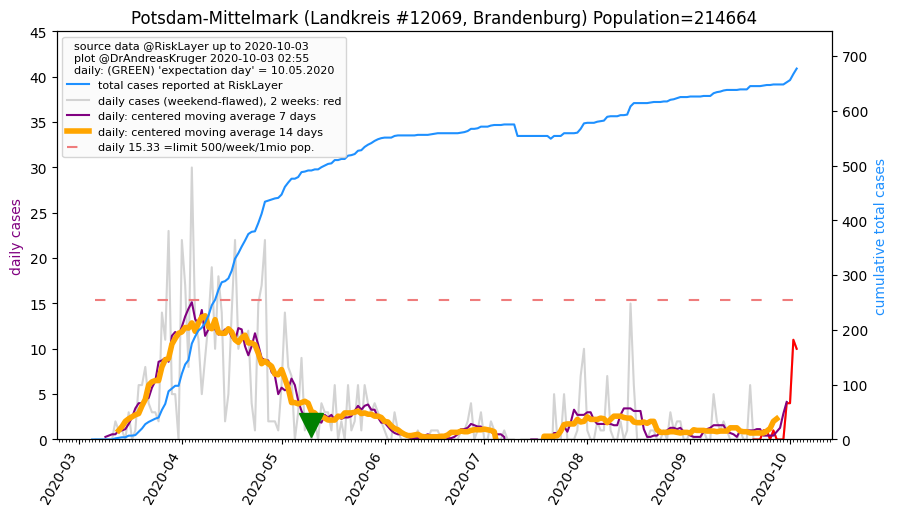 Potsdam-Mittelmark (Landkreis #12069, Brandenburg) Population=214664
source data @RiskLayer up to 2020-10-03
plot @DrAndreasKruger 2020-10-03 02:55
daily: (GREEN) 'expectation day' = 10.05.2020
total cases reported at RiskLayer
daily cases (weekend-flawed), 2 weeks: red
daily: centered moving average 7 days
daily: centered moving average 14 days
daily 15.33 =limit 500/week/1mio pop.
daily cases
45
40
35
30
25
20
15
10
5
0
cumulative total cases
700
600
500
400
300
200
100
0
2020-03
2020-04
2020-05
2020-06
2020-07
2020-08
2020-09
2020-10